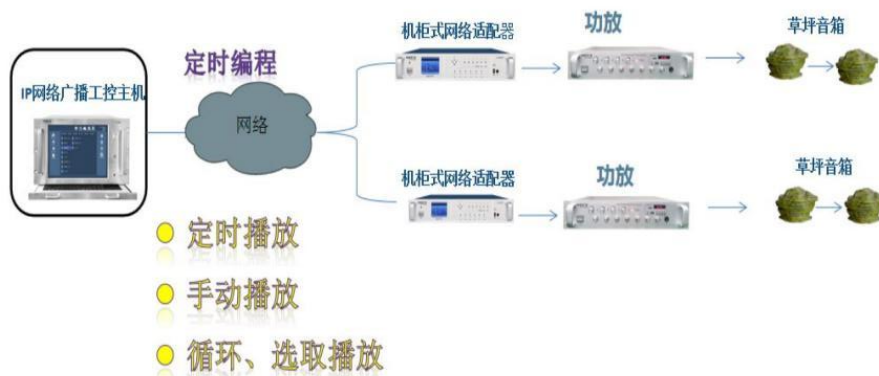 机柜式网络适配器
功放
草坪音箱
定时编程
IP网络广播工控主机
网络
机柜式网络适配器
功放
草坪音箱
定时播放
手动播放
循环、选取播放